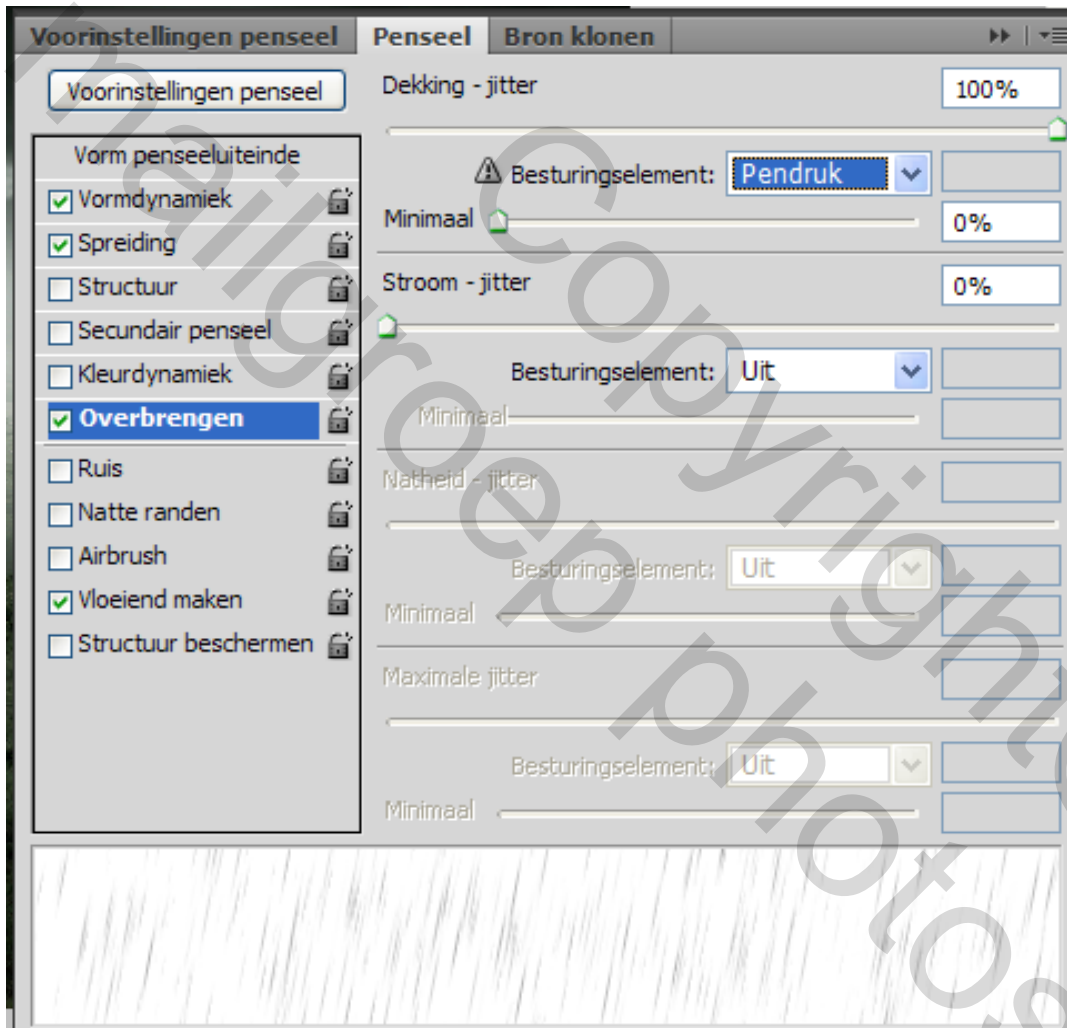 Voorinstellingen penseel Penseel Bron klonen
Voorinstellingen penseel
Vorm penseeluiteinde
Vormdynamiek
Spreiding
Structuur
Secundair penseel
Kleurdynamiek
Overbrengen
Ruis
Natte randen
Airbrush
Vloeiend maken
Structuur beschermen
Dekking - jitter 100%
Besturingselement: Pendruk
Minimaal 0%
Stroom - jitter 0%
Besturingselement: Uit
Minimaal
Natheid - jitter
Besturingselement: Uit
Minimaal
Maximale jitter
Besturingselement: Uit
Minimaal
Copyright
mailgroep photos